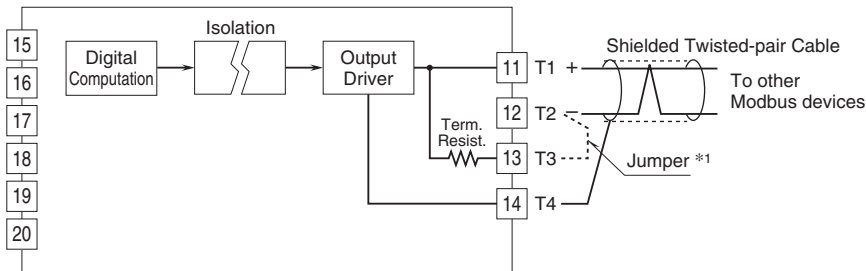 Isolation
Digital
Computation
Output
Driver
Term.
Resist.
15
16
17
18
19
20
11 T1 +
12 T2 –
13 T3
14 T4
Shielded Twisted-pair Cable
To other
Modbus devices
Jumper *1